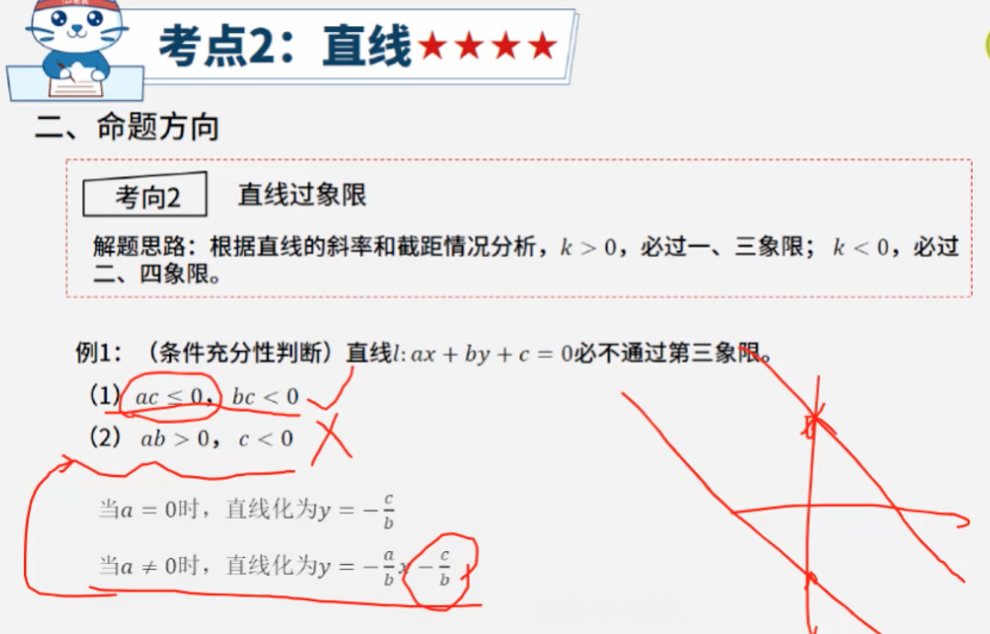 考点2：直线★★★★
二、命题方向
考向2 直线过象限
解题思路：根据直线的斜率和截距情况分析，k > 0，必过一、三象限； k < 0，必过
二、四象限。
例1：（条件充分性判断）直线l: ax + by + c = 0必不通过第三象限。
（1） ac ≤ 0， bc < 0
（2） ab > 0， c < 0
当a = 0时，直线化为y = −c/b
当a ≠ 0时，直线化为y = −a/b x − c/b